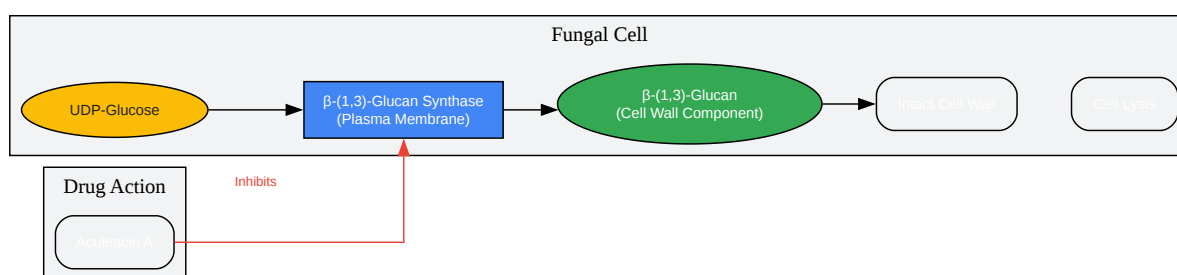 Fungal Cell
UDP-Glucose
β-(1,3)-Glucan Synthase
(Plasma Membrane)
β-(1,3)-Glucan
(Cell Wall Component)
Intact Cell Wall
Cell Lysis
Drug Action
Inhibits
Aculeacin A